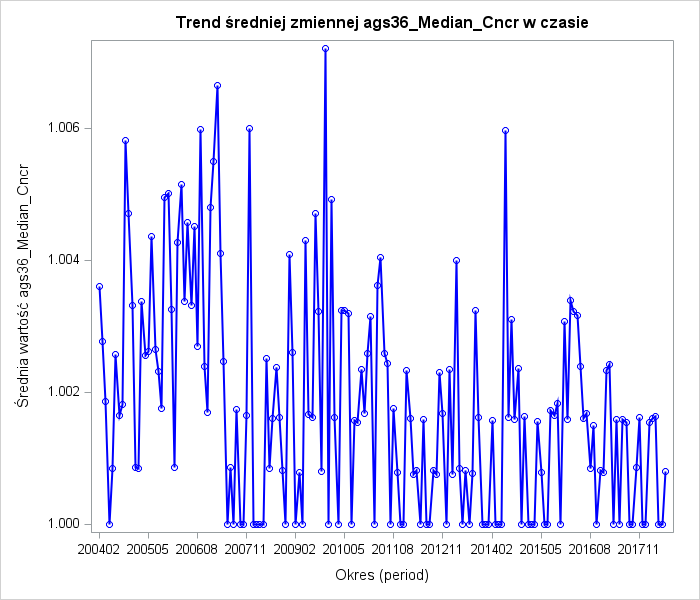 Trend średniej zmiennej ags36_Median_Cncr w czasie
Średnia wartość ags36_Median_Cncr
1.006
1.004
1.002
1.000
200402 200505 200608 200711 200902 201005 201108 201211 201402 201505 201608 201711
Okres (period)